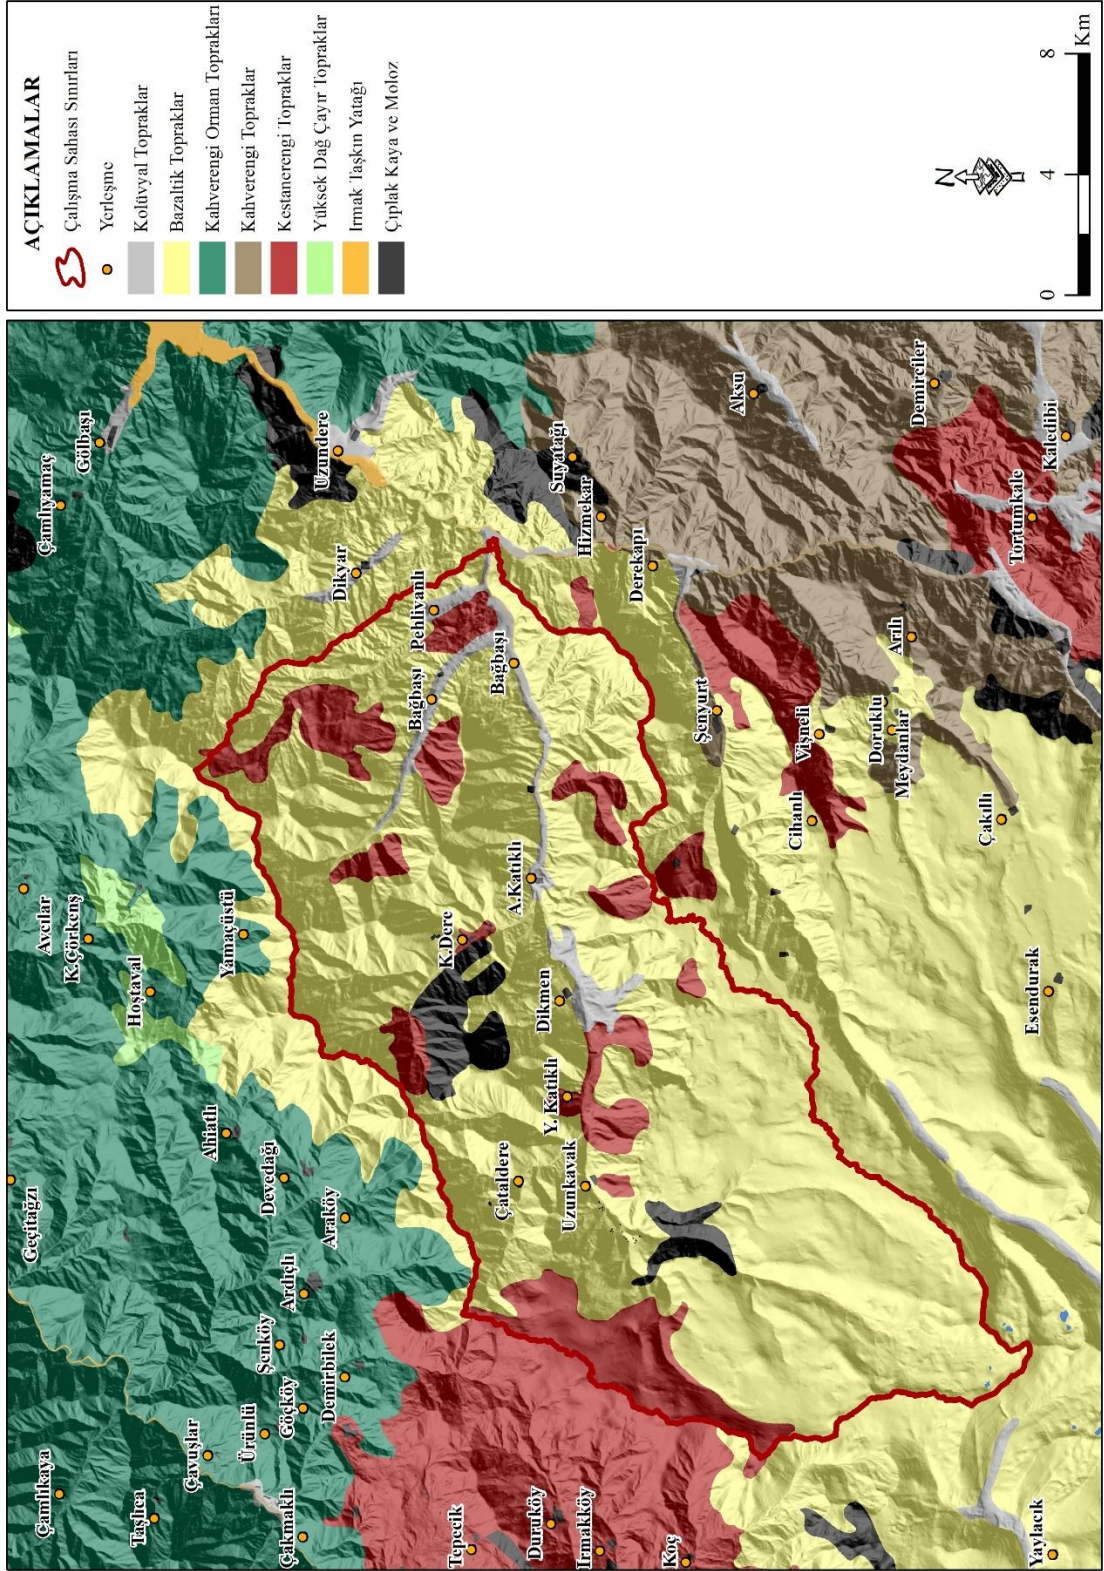 AÇIKLAMALAR
Çalışma Sahası Sınırları
Yerleşme
Kolüvyal Topraklar
Bazaltik Topraklar
Kahverengi Orman Toprakları
Kahverengi Topraklar
Kestanerengi Topraklar
Yüksek Dağ Çayır Topraklar
Irmak Taşkın Yatağı
Çıplak Kaya ve Moloz
N
0 4 8
Km
Çamlıkaya
Geçitağzı
Avcılar
K.Çörkenş
Çamlıyamaç
Gölbaşı
Taşlıca
Çavuşlar
Hoştaval
Ürünlü
Şenköy
Ahiatlı
Yamaçüstü
Çakmaklı
Göçköy
Ardıçlı
Devedağı
Demirbilek
Araköy
Uzundere
Dikyar
Pehlivanlı
Bağbaşı
K.Dere
Tepecik
Çataldere
Bağbaşı
A.Katıklı
Duruköy
Dikmen
Y. Katıklı
Uzunkavak
Suyatağı
Hizmekar
Irmakköy
Derekapı
Koç
Şenyurt
Aksu
Vişneli
Cihanlı
Doruklu
Meydanlar
Arılı
Demirciler
Çakıllı
Tortumkale
Esendurak
Kaledibi
Yaylacık